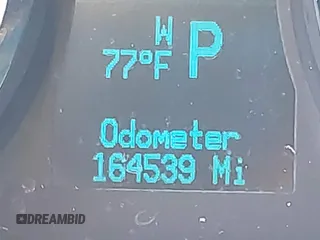 W P
77°F
Odometer
164539 Mi
DREAMBID